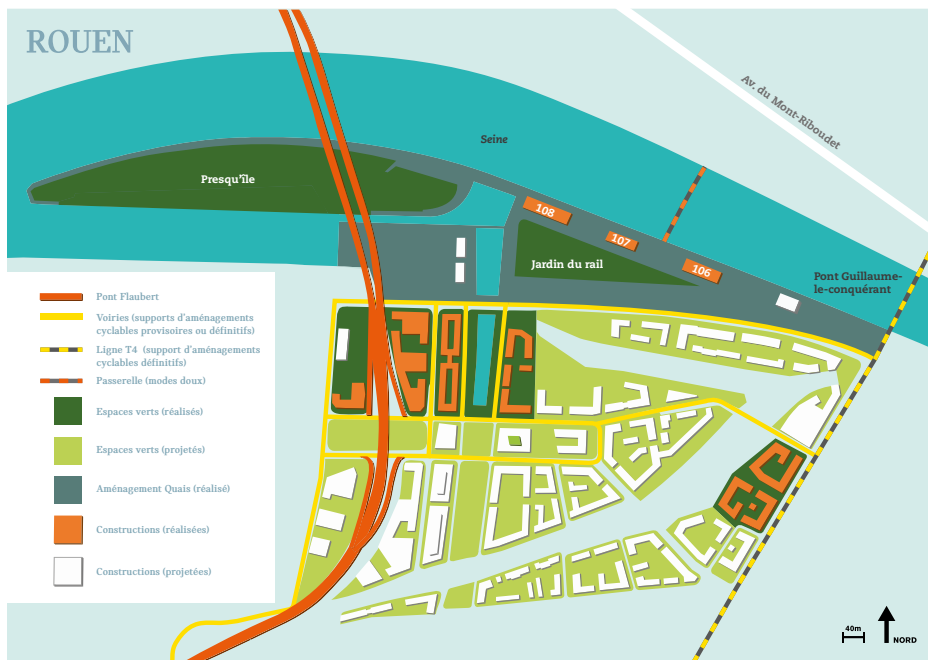 ROUEN
Av. du Mont-Riboudet
Seine
Presqu'île
108
107
106
Jardin du rail
Pont Guillaume-
le-conquérant
Pont Flaubert
Voiries (supports d'aménagements
cyclables provisoires ou définitifs)
Ligne T4 (support d'aménagements
cyclables définitifs)
Passerelle (modes doux)
Espaces verts (réalisés)
Espaces verts (projetés)
Aménagement Quais (réalisé)
Constructions (réalisées)
Constructions (projetées)
40m
NORD